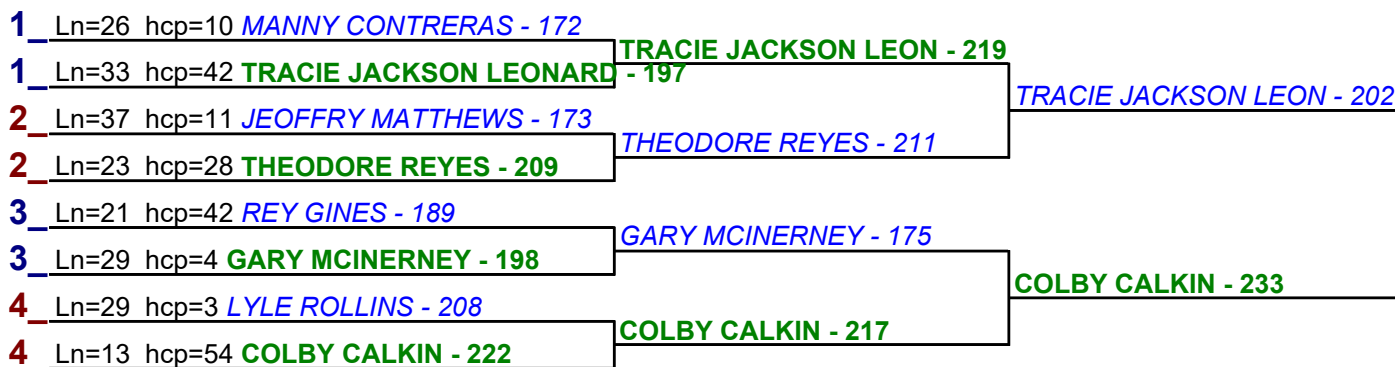 1_ Ln=26 hcp=10 MANNY CONTRERAS - 172
TRACIE JACKSON LEON - 219
1_ Ln=33 hcp=42 TRACIE JACKSON LEONARD - 197
TRACIE JACKSON LEON - 202
2_ Ln=37 hcp=11 JEOFFRY MATTHEWS - 173
THEODORE REYES - 211
2_ Ln=23 hcp=28 THEODORE REYES - 209
3_ Ln=21 hcp=42 REY GINES - 189
GARY MCINERNEY - 175
3_ Ln=29 hcp=4 GARY MCINERNEY - 198
COLBY CALKIN - 233
4_ Ln=29 hcp=3 LYLE ROLLINS - 208
COLBY CALKIN - 217
4 Ln=13 hcp=54 COLBY CALKIN - 222